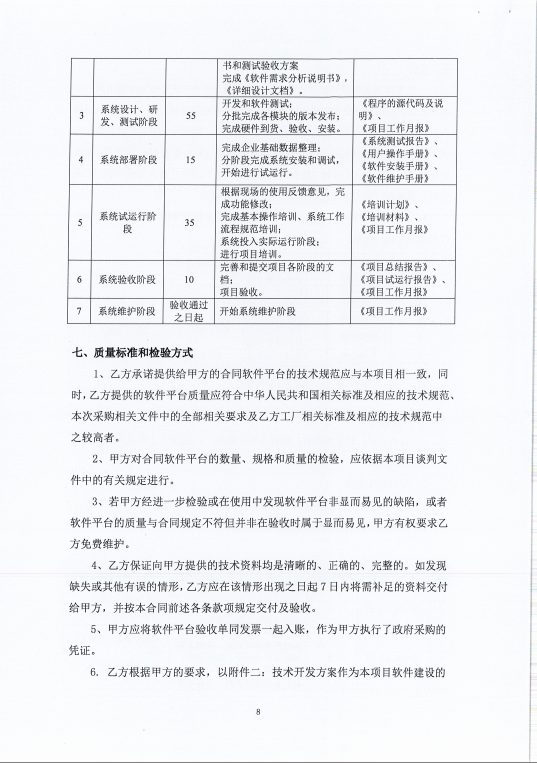 书和测试验收方案
完成《软件需求分析说明书》,
《详细设计文档》。
3 系统设计、研发、测试阶段 55 开发和软件测试; 《程序的源代码及说
分批完成各模块的版本发布; 明》、
完成硬件到货、验收、安装。 《项目工作月报》
4 系统部署阶段 15 完成企业基础数据整理; 《系统测试报告》、
分阶段完成系统安装和调试, 《用户操作手册》、
开始进行试运行。 《软件安装手册》、
《软件维护手册》
5 系统试运行阶段 35 根据现场的使用反馈意见,完
成功能修改; 《培训计划》、
完成基本操作培训、系统工作 《培训材料》、
流程规范培训; 《项目工作月报》
系统投入实际运行阶段;
进行项目培训。
6 系统验收阶段 10 完善和提交项目各阶段的文 《项目总结报告》、
档; 《项目试运行报告》、
项目验收。 《项目工作月报》
7 系统维护阶段 验收通过之日起 开始系统维护阶段 《项目工作月报》
七、质量标准和检验方式
1、乙方承诺提供给甲方的合同软件平台的技术规范应与本项目相一致,同
时,乙方提供的软件平台质量应符合中华人民共和国相关标准及相应的技术规范、
本次采购相关文件中的全部相关要求及乙方工厂相关标准及相应的技术规范中
之较高者。
2、甲方对合同软件平台的数量、规格和质量的检验,应依据本项目谈判文
件中的有关规定进行。
3、若甲方经进一步检验或在使用中发现软件平台非显而易见的缺陷,或者
软件平台的质量与合同规定不符但并非在验收时属于显而易见,甲方有权要求乙
方免费维护。
4、乙方保证向甲方提供的技术资料均是清晰的、正确的、完整的。如发现
缺失或其他有误的情形,乙方应在该情形出现之日起 7 日内将需补足的资料交付
给甲方,并按本合同前述各条款项规定交付及验收。
5、甲方应将软件平台验收单同发票一起入账,作为甲方执行了政府采购的
凭证。
6. 乙方根据甲方的要求,以附件二:技术开发方案作为本项目软件建设的
8